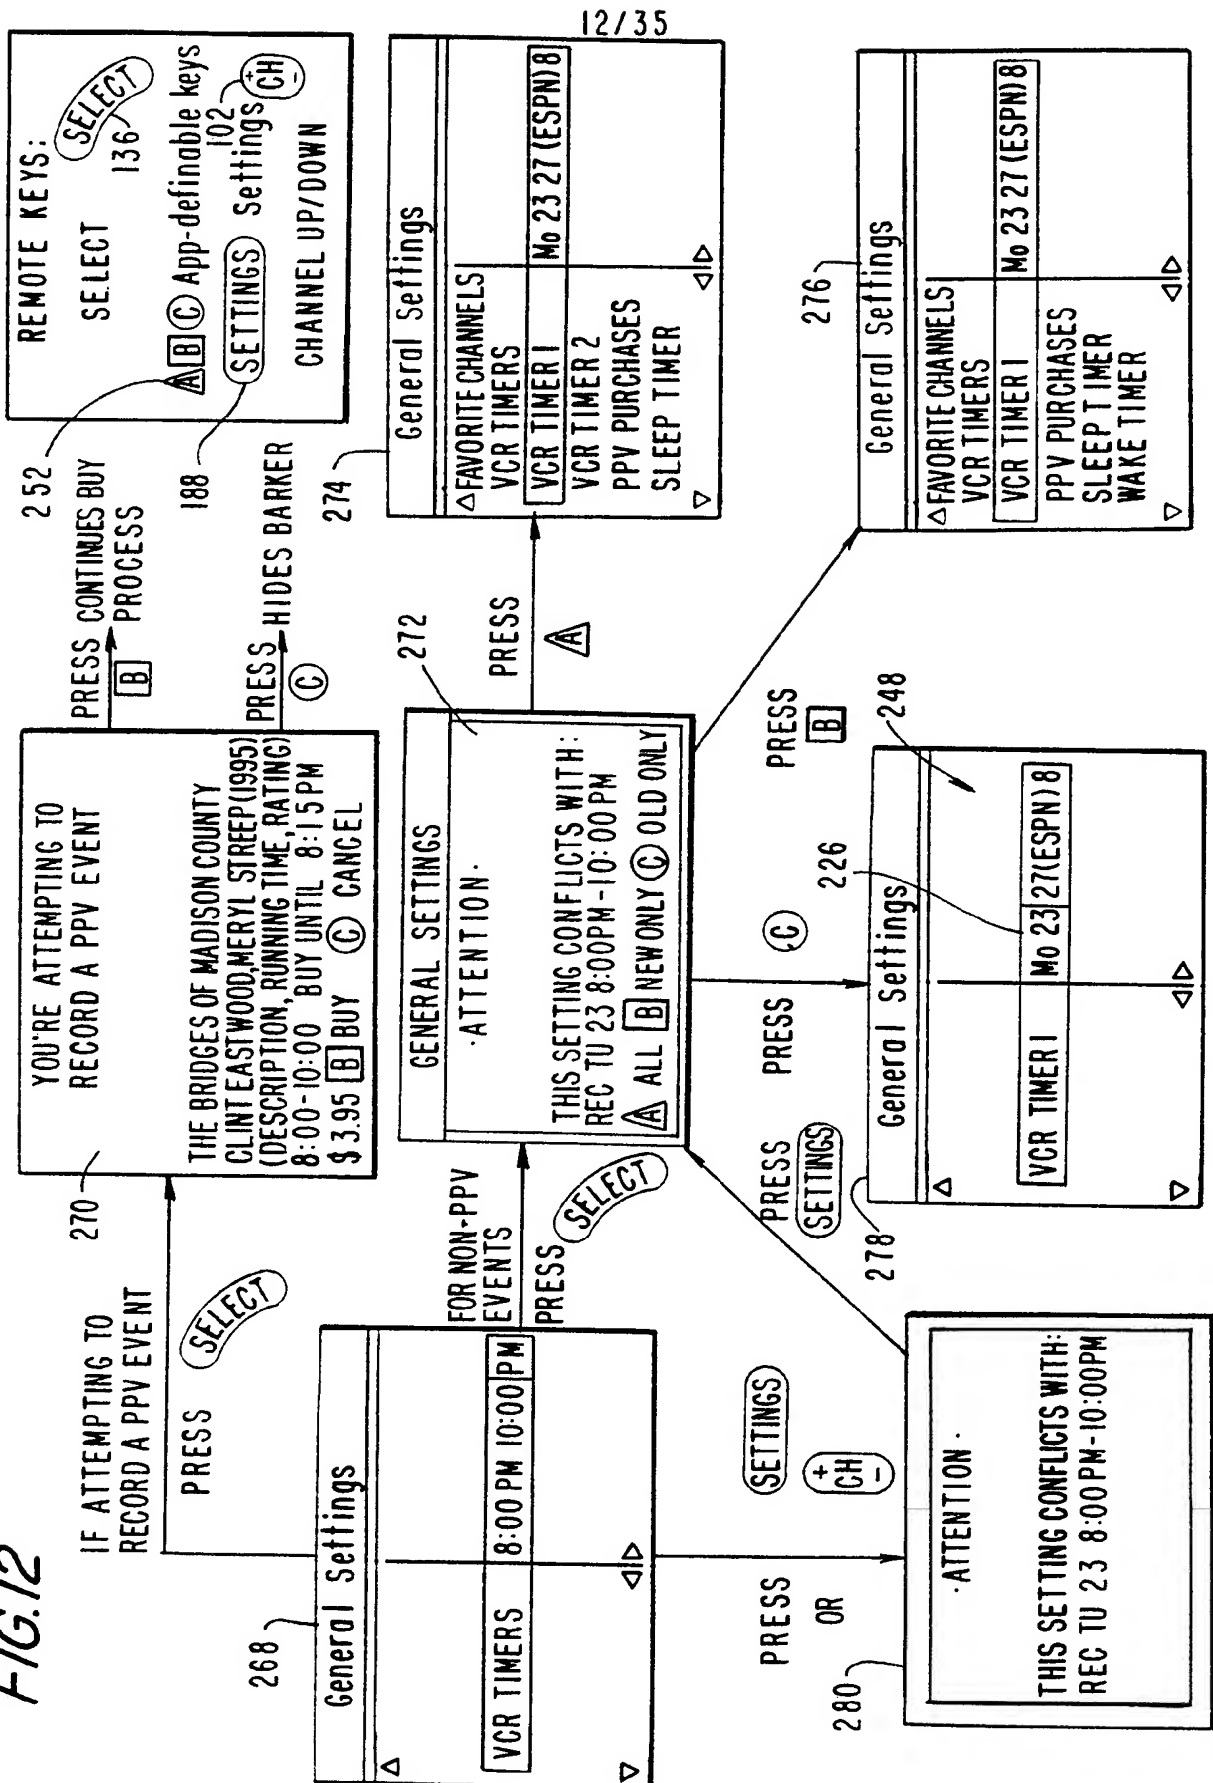 12/35
FIG.12
IF ATTEMPTING TO
RECORD A PPV EVENT
PRESS
SELECT
270
YOU'RE ATTEMPTING TO
RECORD A PPV EVENT
THE BRIDGES OF MADISON COUNTY
CLINT EASTWOOD,MERYL STREEP(1995)
(DESCRIPTION, RUNNING TIME, RATING)
8:00-10:00 BUY UNTIL 8:15PM
$3.95 B BUY C CANCEL
PRESS CONTINUES BUY
B PROCESS
PRESS HIDES BARKER
C
REMOTE KEYS:
SELECT SELECT
136
A B C App-definable keys
252
102
SETTINGS Settings
188
+
CH
-
CHANNEL UP/DOWN
268
General Settings
VCR TIMERS 8:00PM 10:00 PM
FOR NON-PPV
EVENTS
PRESS
SELECT
272
GENERAL SETTINGS
·ATTENTION·
THIS SETTING CONFLICTS WITH:
REC TU 23 8:00PM-10:00PM
A ALL B NEW ONLY C OLD ONLY
PRESS
A
274
General Settings
FAVORITE CHANNELS
VCR TIMERS
VCR TIMER 1 Mo 23 27 (ESPN) 8
VCR TIMER 2
PPV PURCHASES
SLEEP TIMER
PRESS
OR
SETTINGS
+
CH
-
280
·ATTENTION·
THIS SETTING CONFLICTS WITH:
REC TU 23 8:00PM-10:00PM
PRESS
SETTINGS
PRESS C
278
General Settings
226
248
VCR TIMER 1 Mo 23 27(ESPN) 8
PRESS
B
276
General Settings
FAVORITE CHANNELS
VCR TIMERS
VCR TIMER 1 Mo 23 27 (ESPN) 8
PPV PURCHASES
SLEEP TIMER
WAKE TIMER